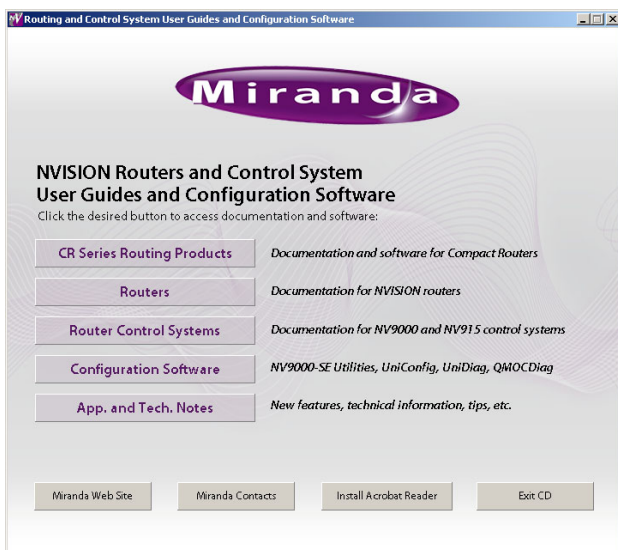 Routing and Control System User Guides and Configuration Software
Miranda
NVISION Routers and Control System
User Guides and Configuration Software
Click the desired button to access documentation and software:
CR Series Routing Products
Documentation and software for Compact Routers
Routers
Documentation for NVISION routers
Router Control Systems
Documentation for NV9000 and NV915 control systems
Configuration Software
NV9000-SE Utilities, UniConfig, UniDiag, QMOCDiag
App. and Tech. Notes
New features, technical information, tips, etc.
Miranda Web Site
Miranda Contacts
Install Acrobat Reader
Exit CD